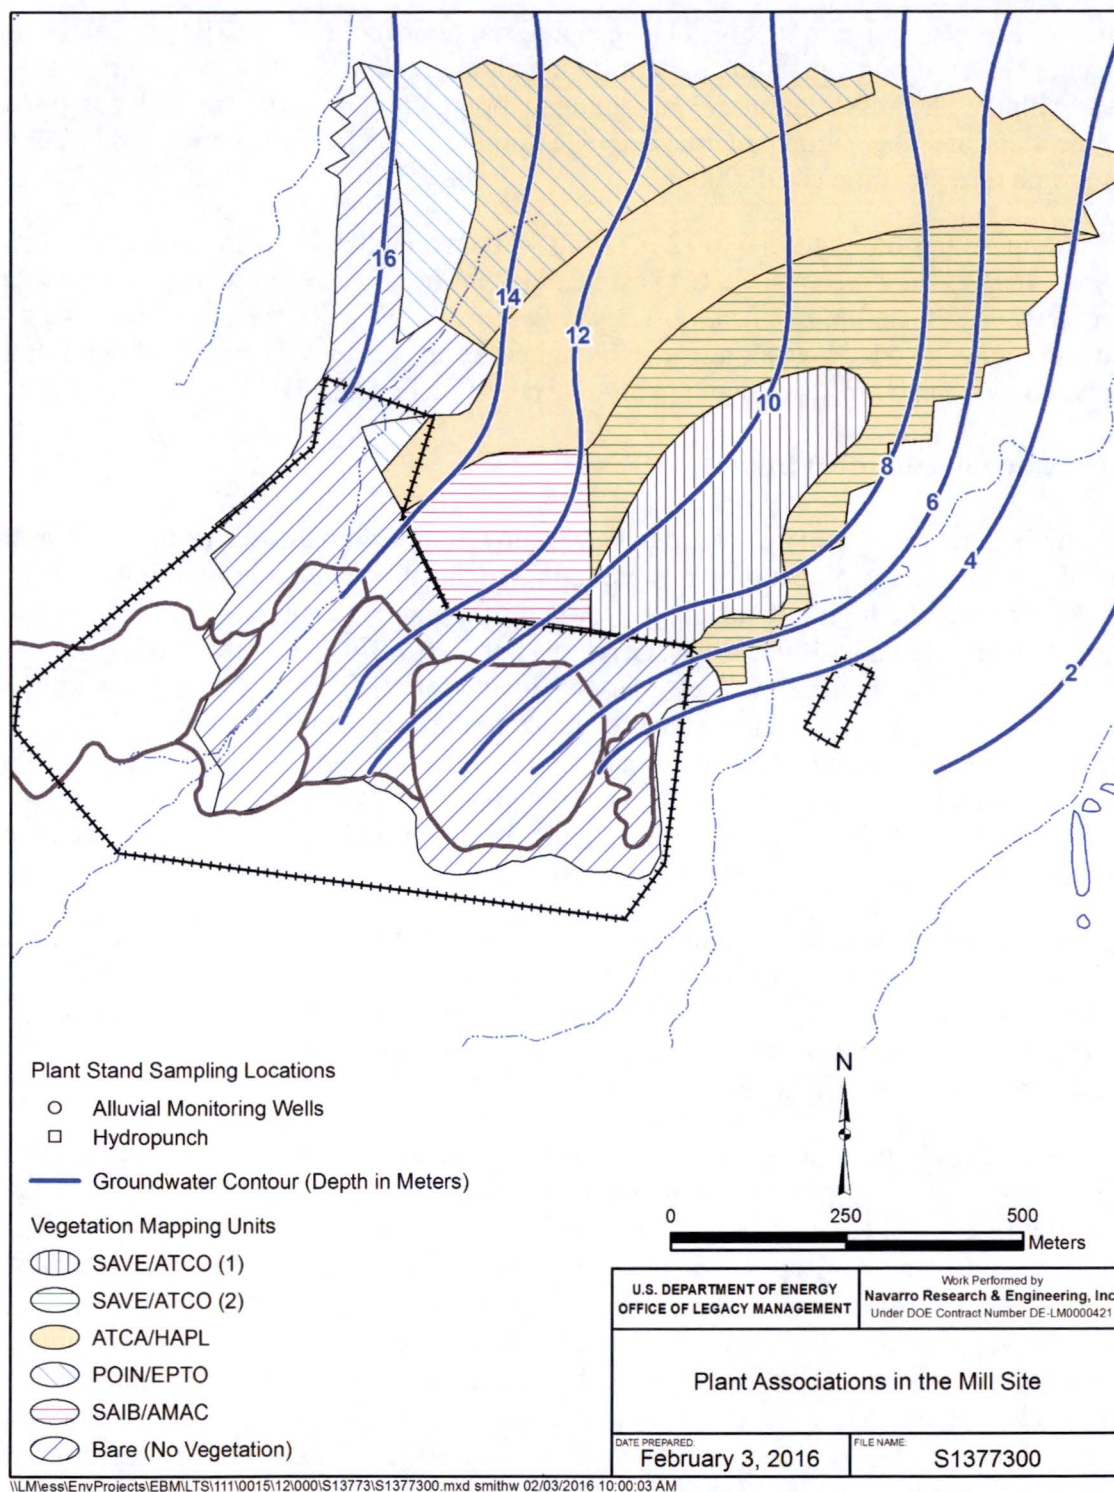 16
14
12
10
8
6
4
2
Plant Stand Sampling Locations
Alluvial Monitoring Wells
Hydropunch
Groundwater Contour (Depth in Meters)
Vegetation Mapping Units
SAVE/ATCO (1)
SAVE/ATCO (2)
ATCA/HAPL
POIN/EPTO
SAIB/AMAC
Bare (No Vegetation)
N
0 250 500
Meters
U.S. DEPARTMENT OF ENERGY
OFFICE OF LEGACY MANAGEMENT
Work Performed by
Navarro Research & Engineering, Inc
Under DOE Contract Number DE-LM0000421
Plant Associations in the Mill Site
DATE PREPARED:
February 3, 2016
FILE NAME:
S1377300
\\LM\ess\EnvProjects\EBM\LTS\111\0015\12\000\S13773\S1377300.mxd smithw 02/03/2016 10:00:03 AM